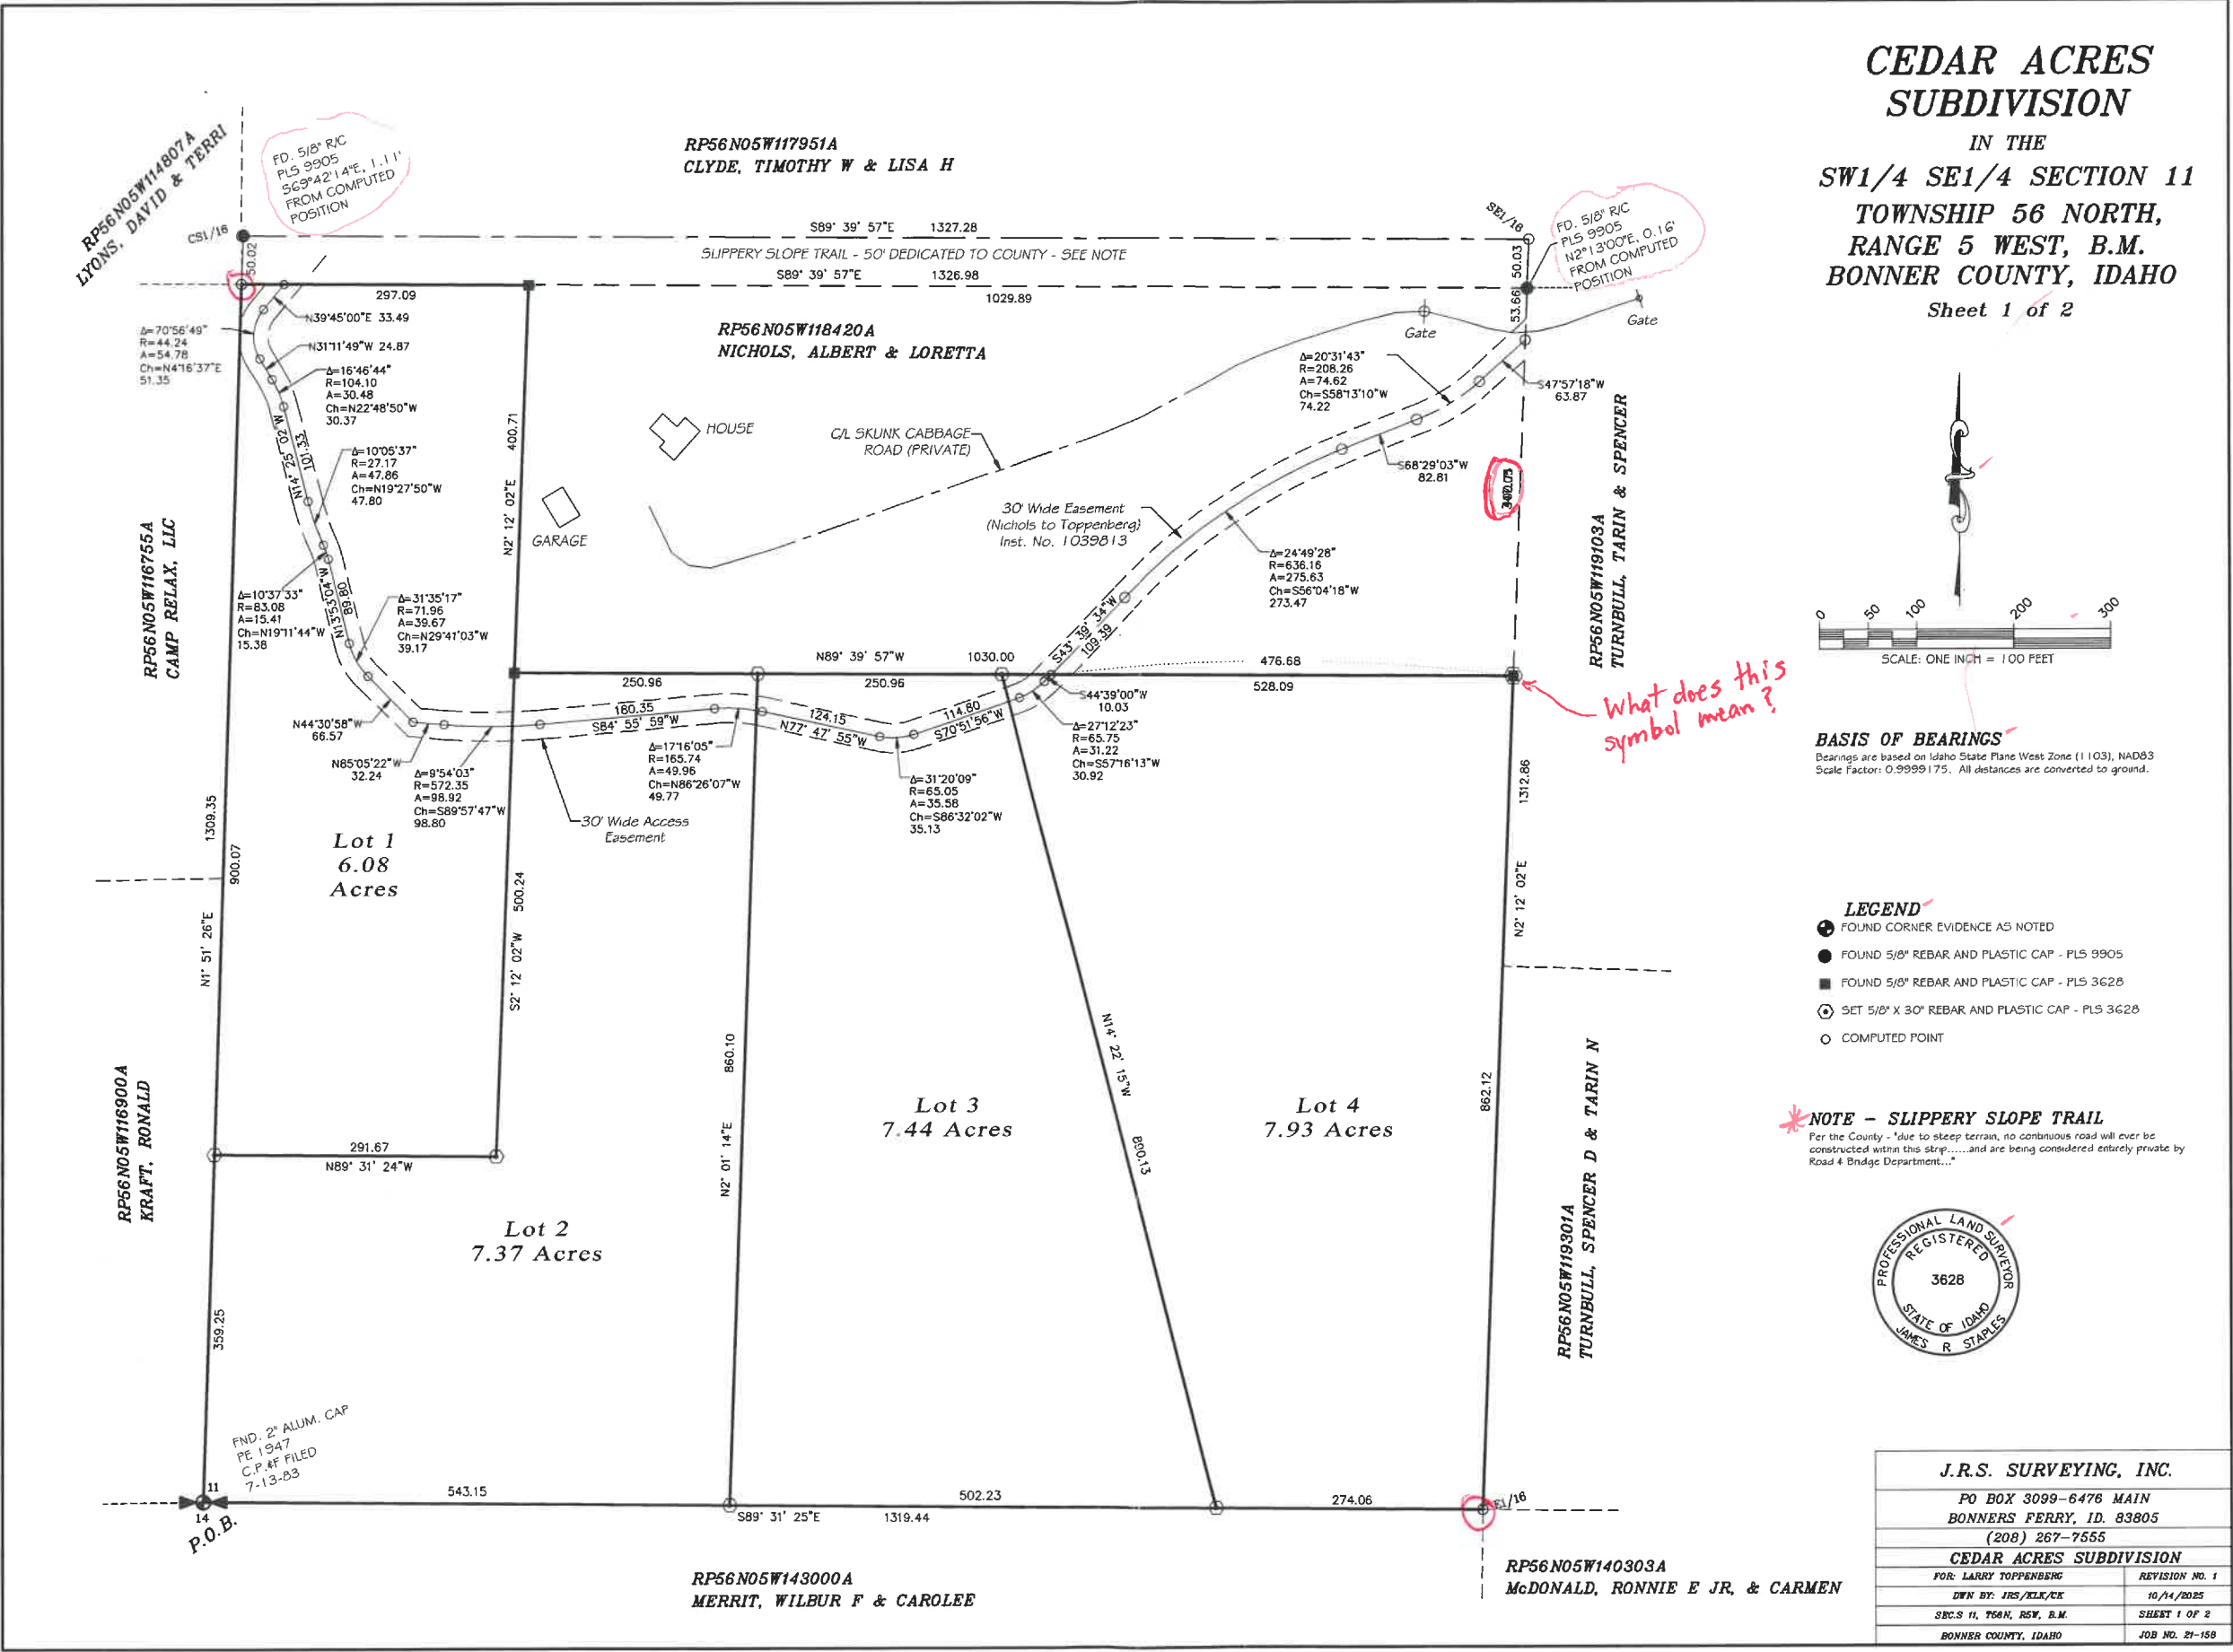 CEDAR ACRES
SUBDIVISION
IN THE
SW1/4 SE1/4 SECTION 11
TOWNSHIP 56 NORTH,
RANGE 5 WEST, B.M.
BONNER COUNTY, IDAHO
Sheet 1 of 2
RP56N05W114807A
LYONS, DAVID & TERRI
FD. 5/8" R/C
PLS 9905
S69°42'14"E, 1.11'
FROM COMPUTED
POSITION
RP56N05W117951A
CLYDE, TIMOTHY W & LISA H
CS1/16
50.02
S89° 39' 57"E 1327.28
SLIPPERY SLOPE TRAIL - 50' DEDICATED TO COUNTY - SEE NOTE
S89° 39' 57"E 1326.98
1029.89
297.09
SE1/16
FD. 5/8" R/C
PLS 9905
N2°13'00"E, 0.16'
FROM COMPUTED
POSITION
50.03
53.66
Gate
Gate
N39°45'00"E 33.49
Δ=70°56'49"
R=44.24
A=54.78
Ch=N4°16'37"E
51.35
N31°11'49"W 24.87
Δ=16°46'44"
R=104.10
A=30.48
Ch=N22°48'50"W
30.37
N14° 25' 02"W
101.33
Δ=10°05'37"
R=27.17
A=47.86
Ch=N19°27'50"W
47.80
N2° 12' 02"E 400.71
RP56N05W118420A
NICHOLS, ALBERT & LORETTA
HOUSE
GARAGE
C/L SKUNK CABBAGE
ROAD (PRIVATE)
Δ=20°31'43"
R=208.26
A=74.62
Ch=S58°13'10"W
74.22
S47°57'18"W
63.87
S68°29'03"W
82.81
30' Wide Easement
(Nichols to Toppenberg)
Inst. No. 1039813
Δ=24°49'28"
R=636.16
A=275.63
Ch=S56°04'18"W
273.47
S43° 39' 34"W
109.39
RP56N05W119103A
TURNBULL, TARIN & SPENCER
RP56N05W116755A
CAMP RELAX, LLC
Δ=10°37'33"
R=83.08
A=15.41
Ch=N19°11'44"W
15.38
N13°53'04"W
89.80
Δ=31°35'17"
R=71.96
A=39.67
Ch=N29°41'03"W
39.17
N44°30'58"W
66.57
N85°05'22"W
32.24
Δ=9°54'03"
R=572.35
A=98.92
Ch=S89°57'47"W
98.80
180.35
S84° 55' 59"W
30' Wide Access
Easement
Δ=17°16'05"
R=165.74
A=49.96
Ch=N86°26'07"W
49.77
124.15
N77° 47' 55"W
Δ=31°20'09"
R=65.05
A=35.58
Ch=S86°32'02"W
35.13
114.80
S70°51'56"W
Δ=27°12'23"
R=65.75
A=31.22
Ch=S57°16'13"W
30.92
S44°39'00"W
10.03
N89° 39' 57"W 1030.00
250.96
250.96
476.68
528.09
What does this
symbol mean?
1309.35
N1° 51' 26"E
900.07
Lot 1
6.08
Acres
S2° 12' 02"W 500.24
291.67
N89° 31' 24"W
RP56N05W116900A
KRAFT, RONALD
359.25
Lot 2
7.37 Acres
860.10
N2° 01' 14"E
Lot 3
7.44 Acres
N14° 22' 15"W
890.13
Lot 4
7.93 Acres
1312.86
N2° 12' 02"E
862.12
RP56N05W119301A
TURNBULL, SPENCER D & TARIN N
FND. 2" ALUM. CAP
PE 1947
C.P.&F FILED
7-13-83
11
14
P.O.B.
543.15
S89° 31' 25"E 1319.44
502.23
274.06
E1/16
RP56N05W143000A
MERRIT, WILBUR F & CAROLEE
RP56N05W140303A
McDONALD, RONNIE E JR, & CARMEN
0 50 100 200 300
SCALE: ONE INCH = 100 FEET
BASIS OF BEARINGS
Bearings are based on Idaho State Plane West Zone (1103), NAD83
Scale Factor: 0.9999175. All distances are converted to ground.
LEGEND
FOUND CORNER EVIDENCE AS NOTED
FOUND 5/8" REBAR AND PLASTIC CAP - PLS 9905
FOUND 5/8" REBAR AND PLASTIC CAP - PLS 3628
SET 5/8" X 30" REBAR AND PLASTIC CAP - PLS 3628
COMPUTED POINT
NOTE - SLIPPERY SLOPE TRAIL
Per the County - "due to steep terrain, no continuous road will ever be
constructed within this strip......and are being considered entirely private by
Road & Bridge Department..."
PROFESSIONAL LAND SURVEYOR
REGISTERED
3628
STATE OF IDAHO
JAMES R STAPLES
J.R.S. SURVEYING, INC.
PO BOX 3099-6476 MAIN
BONNERS FERRY, ID. 83805
(208) 267-7555
CEDAR ACRES SUBDIVISION
FOR: LARRY TOPPENBERG REVISION NO. 1
DWN BY: JRS/KLK/CK 10/14/2025
SEC.S 11, T56N, R5W, B.M. SHEET 1 OF 2
BONNER COUNTY, IDAHO JOB NO. 21-158